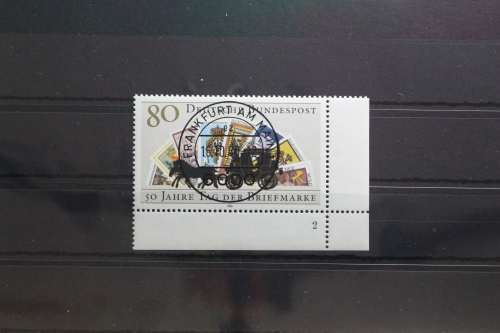 80 DEUTSCHE BUNDESPOST
FRANKFURT AM MAIN
50 JAHRE TAG DER BRIEFMARKE
2